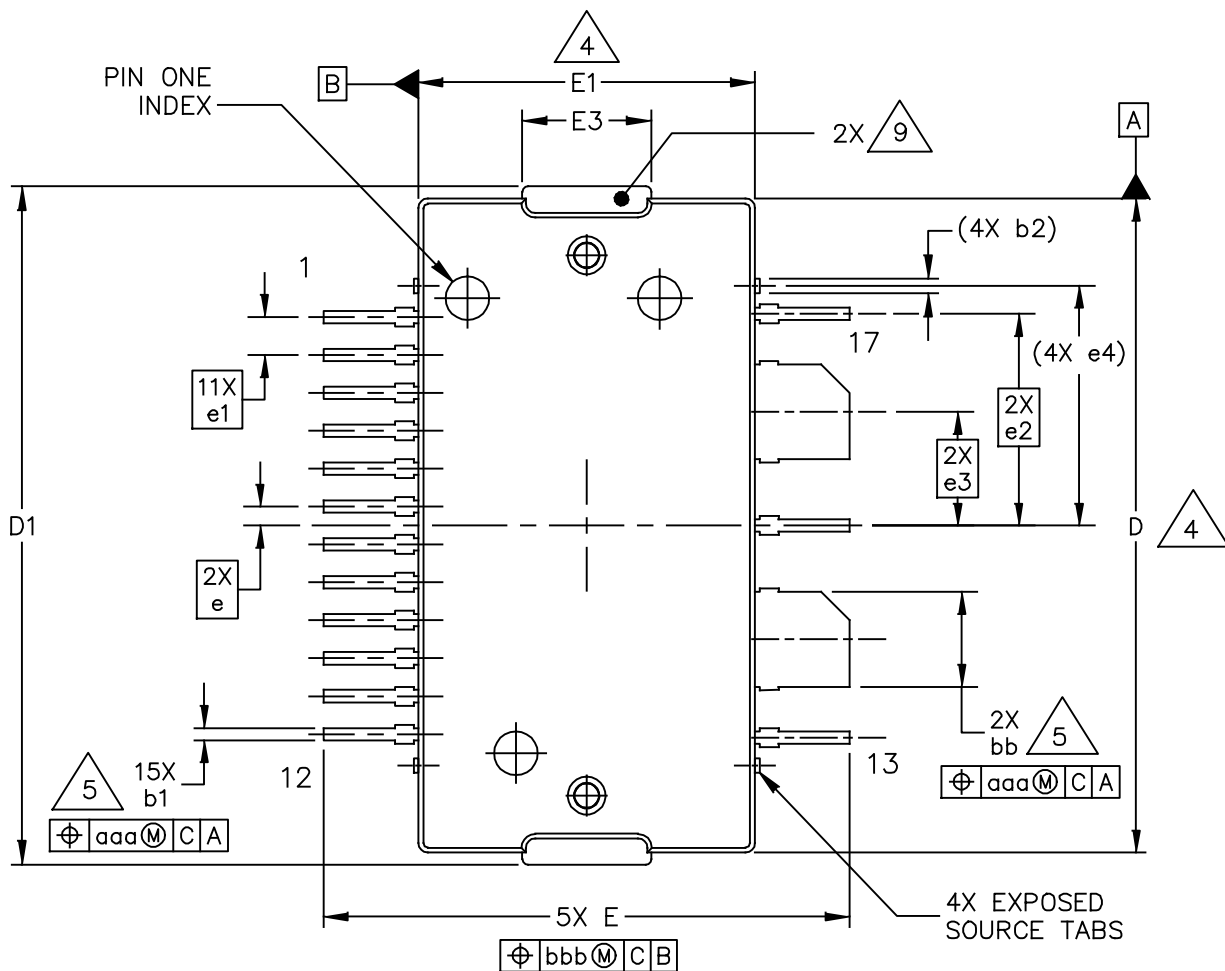 4
PIN ONE
INDEX
B
E1
E3
2X 9
A
(4X b2)
1
17
(4X e4)
11X
e1
2X
e2
2X
e3
D1
D 4
2X
e
2X
bb 5
⌖ aaa Ⓜ C A
5 15X
b1
12
13
⌖ aaa Ⓜ C A
4X EXPOSED
SOURCE TABS
5X E
⌖ bbb Ⓜ C B